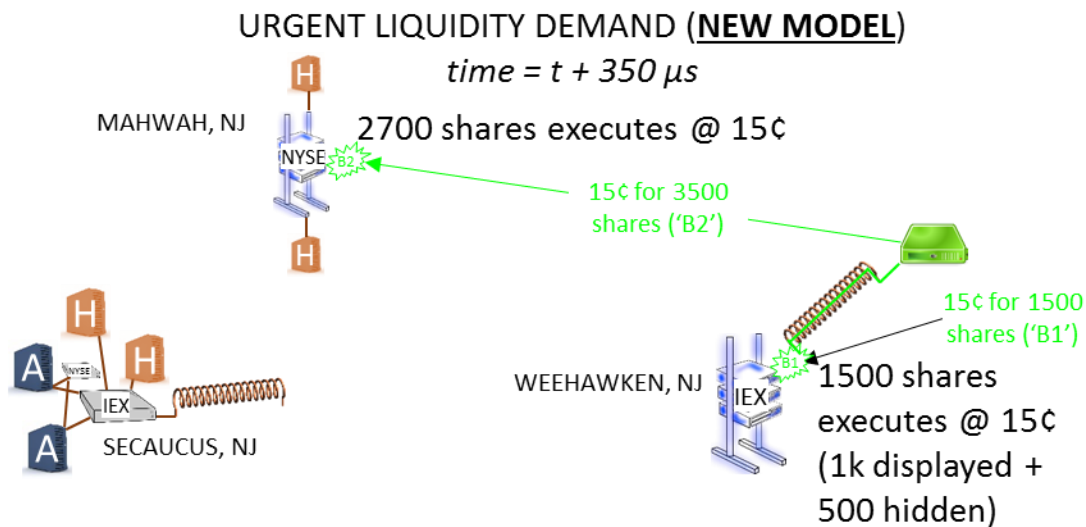 URGENT LIQUIDITY DEMAND (NEW MODEL)
time = t + 350 µs
H
MAHWAH, NJ
2700 shares executes @ 15¢
NYSE
B2
15¢ for 3500
shares (‘B2’)
H
H
15¢ for 1500
shares (‘B1’)
A
NYSE
H
B1
WEEHAWKEN, NJ
IEX
1500 shares
executes @ 15¢
(1k displayed +
500 hidden)
IEX
A
SECAUCUS, NJ